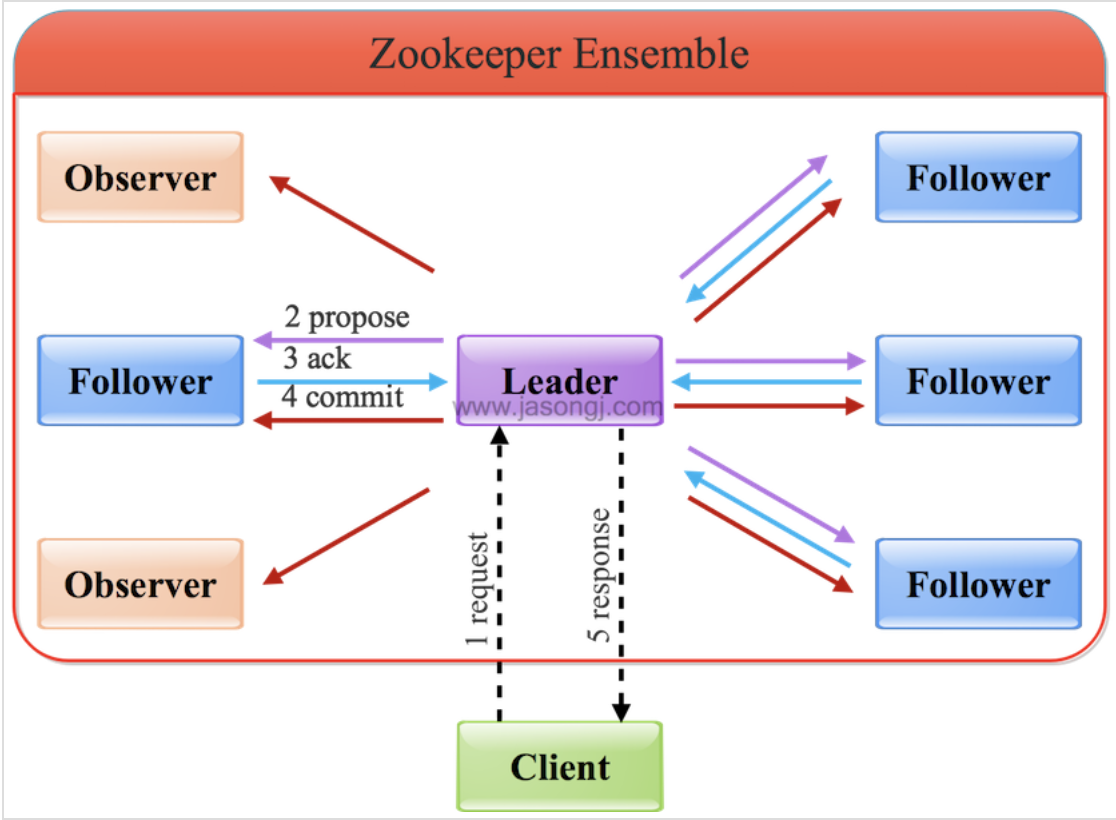 Zookeeper Ensemble
Observer
Follower
2 propose
3 ack
4 commit
Follower
Leader
www.jasongj.com
Follower
Observer
1 request
5 response
Follower
Client